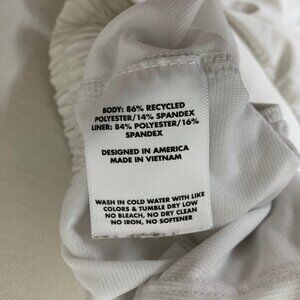 BODY: 86% RECYCLED
POLYESTER/14% SPANDEX
LINER: 84% POLYESTER/16%
SPANDEX
DESIGNED IN AMERICA
MADE IN VIETNAM
WASH IN COLD WATER WITH LIKE
COLORS & TUMBLE DRY LOW
NO BLEACH, NO DRY CLEAN
NO IRON, NO SOFTENER